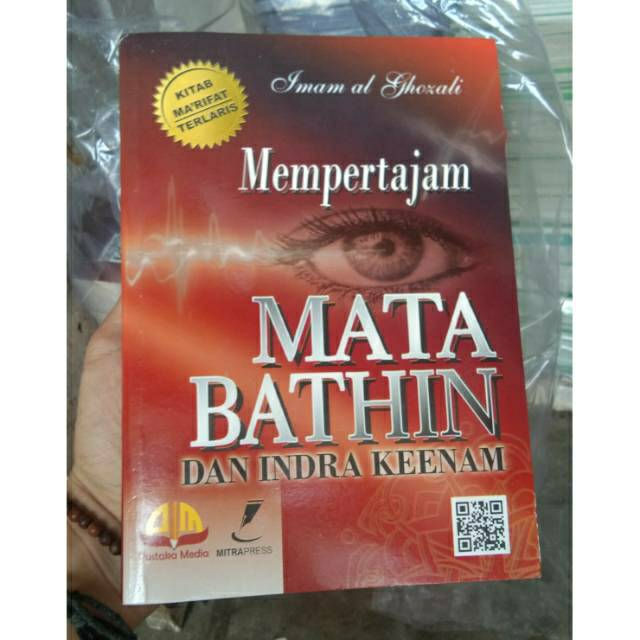 KITAB
MA'RIFAT
TERLARIS
Imam al Ghozali
Mempertajam
MATA
BATHIN
DAN INDRA KEENAM
Pustaka Media
MITRAPRESS